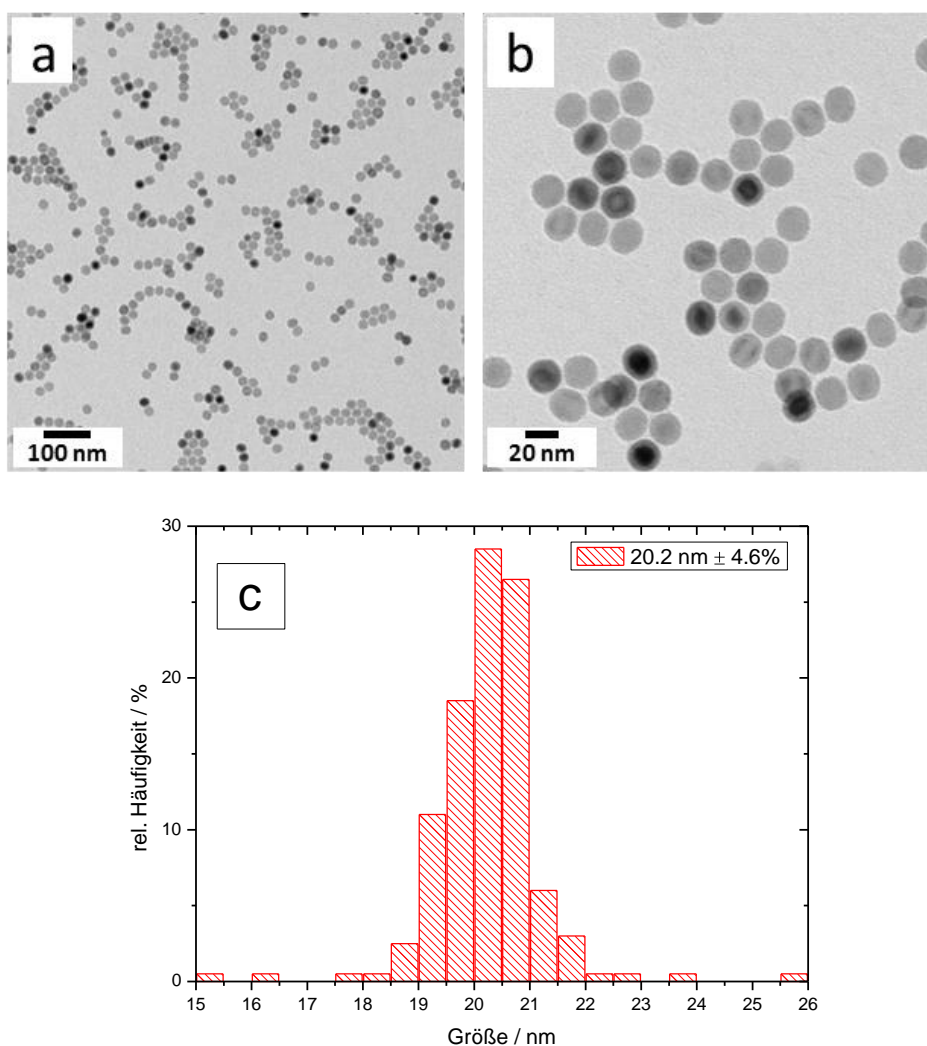 a
b
100 nm
20 nm
30
20
10
0
rel. Häufigkeit / %
c
20.2 nm ± 4.6%
15 16 17 18 19 20 21 22 23 24 25 26
Größe / nm